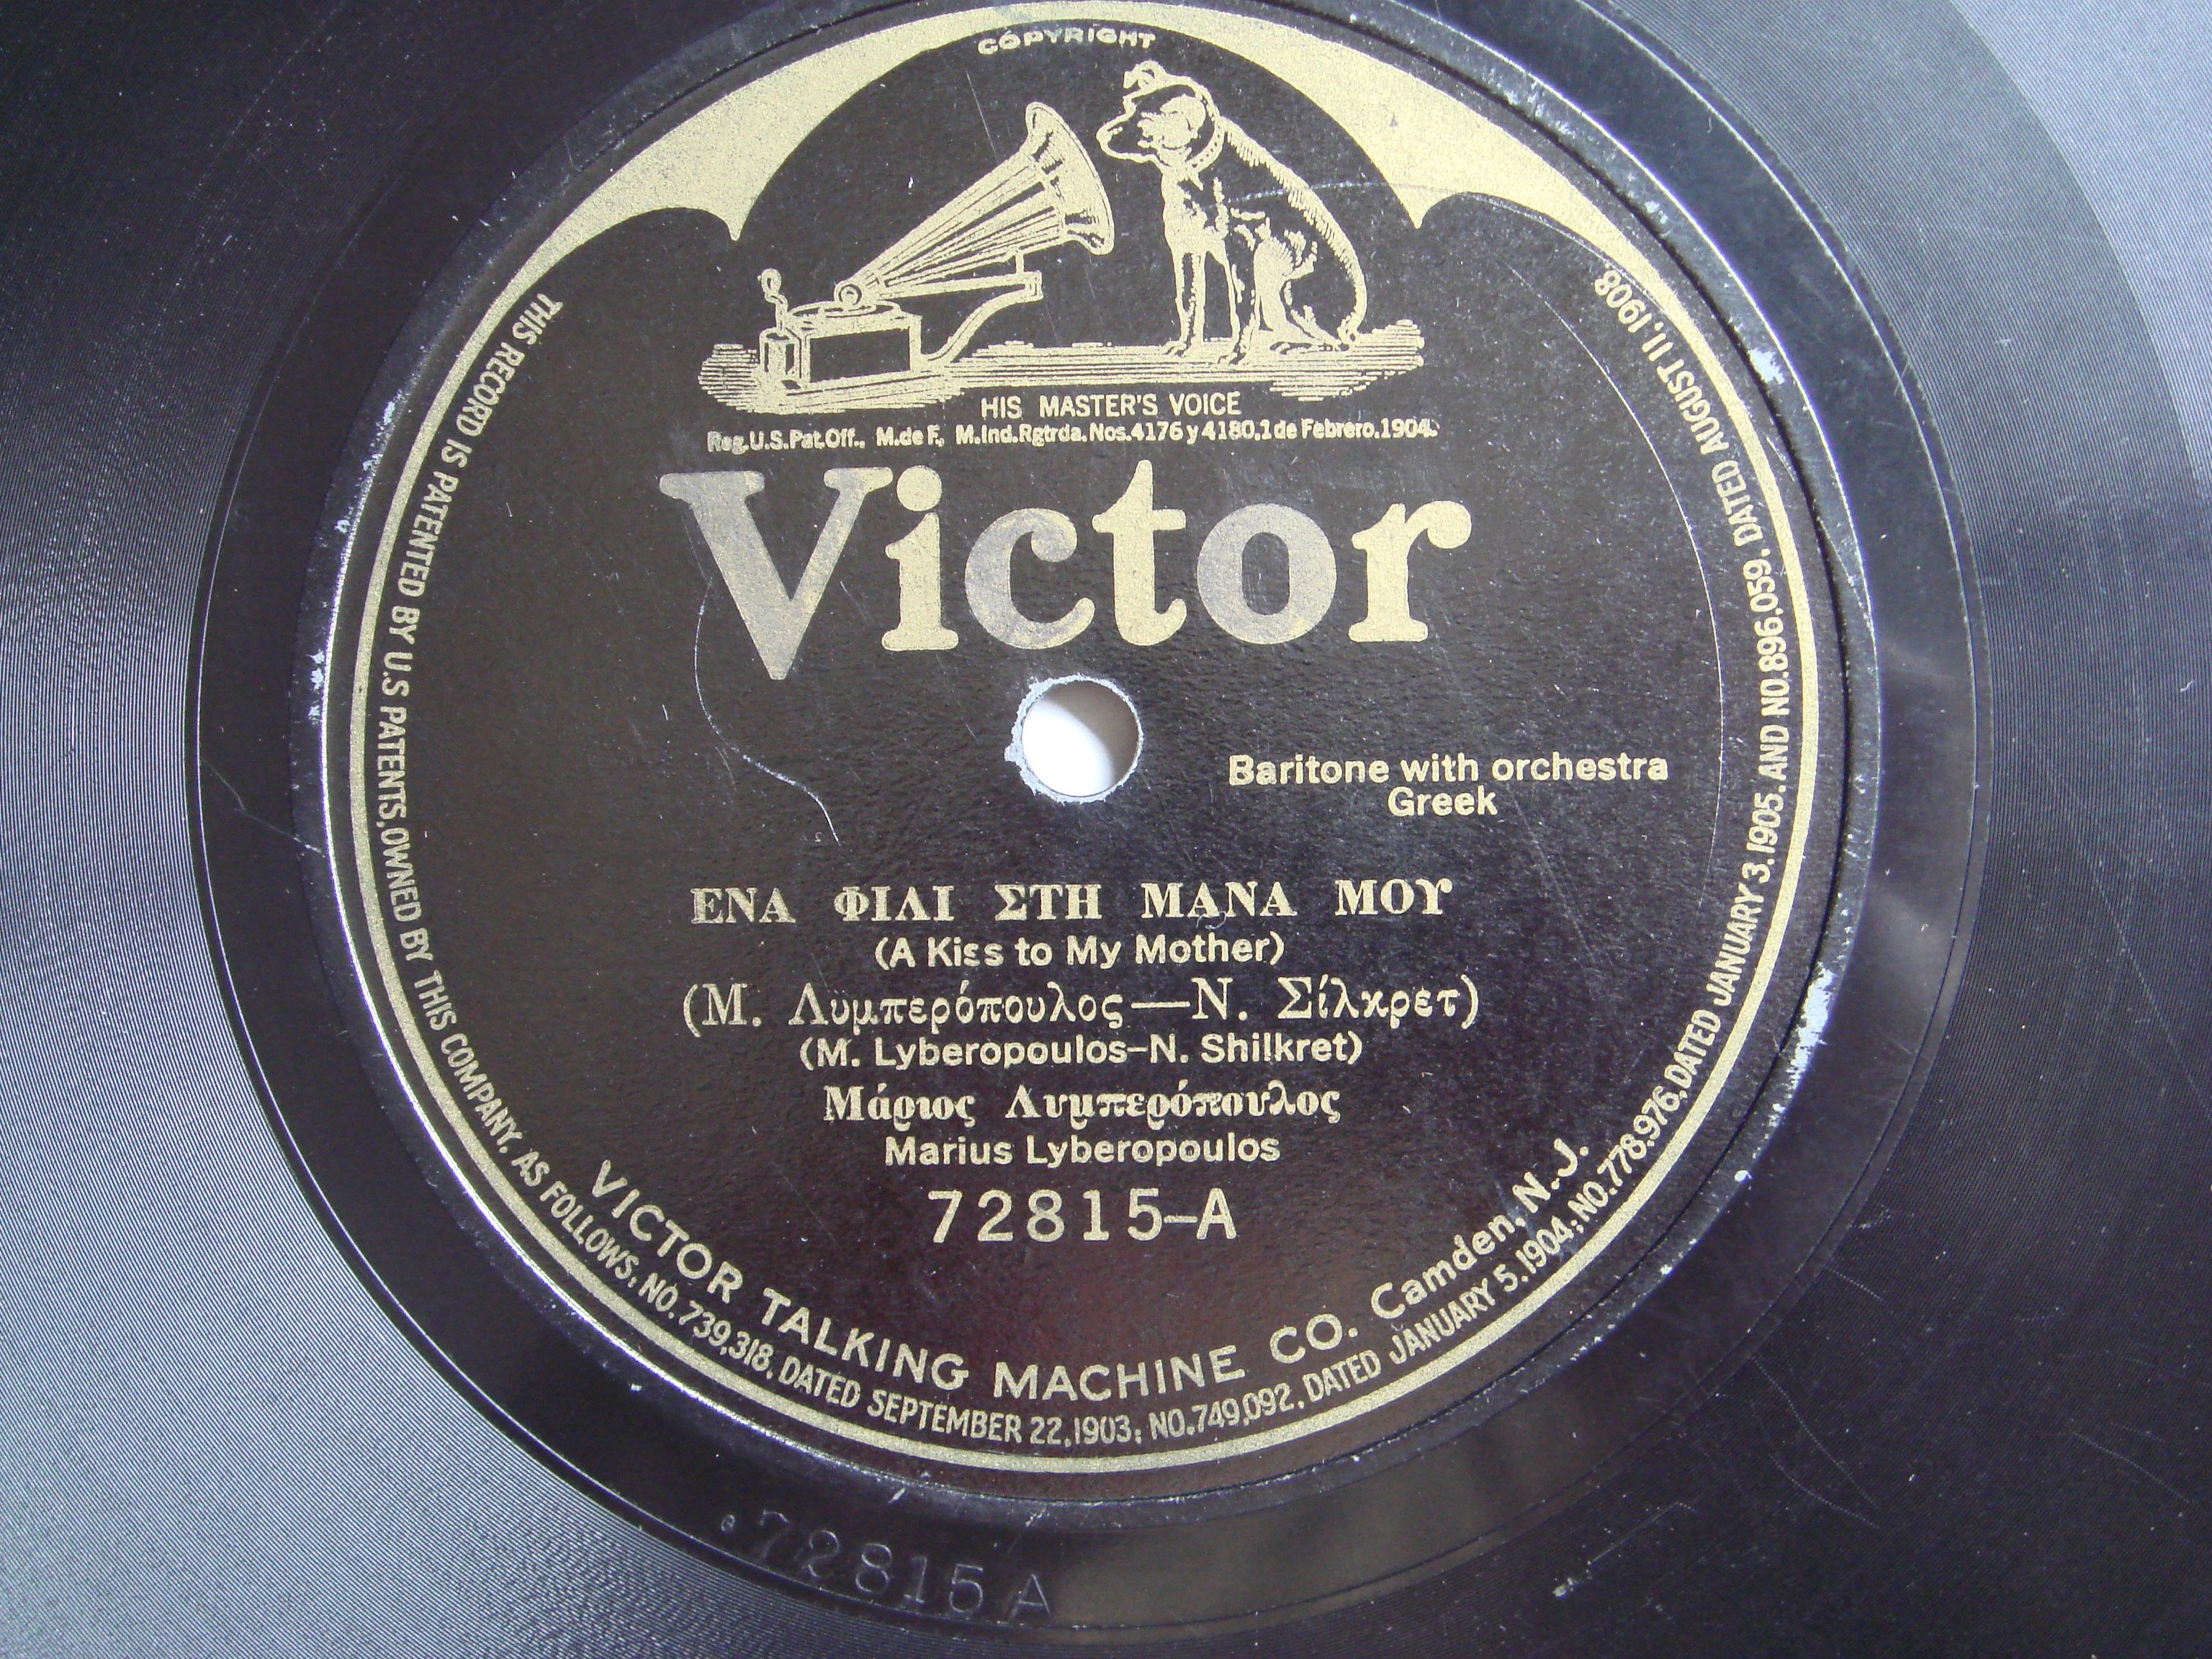 COPYRIGHT
HIS MASTER'S VOICE
Reg.U.S.Pat.Off., M.de F., M.Ind.Rgtrda.Nos.4176 y 4180.1 de Febrero.1904.
Victor
Baritone with orchestra
Greek
ΕΝΑ ΦΙΛΙ ΣΤΗ ΜΑΝΑ ΜΟΥ
(A Kiss to My Mother)
(Μ. Λυμπερόπουλος—Ν. Σίλκρετ)
(M. Lyberopoulos–N. Shilkret)
Μάριος Λυμπερόπουλος
Marius Lyberopoulos
72815–A
VICTOR TALKING MACHINE CO. Camden, N.J.
THIS RECORD IS PATENTED BY U.S PATENTS, OWNED BY THIS COMPANY, AS FOLLOWS: NO.739,318, DATED SEPTEMBER 22,1903; NO.749,092, DATED JANUARY 5,1904; NO.778.976, DATED JANUARY 3,1905, AND NO.896,059, DATED AUGUST 11, 1908.
72815 A